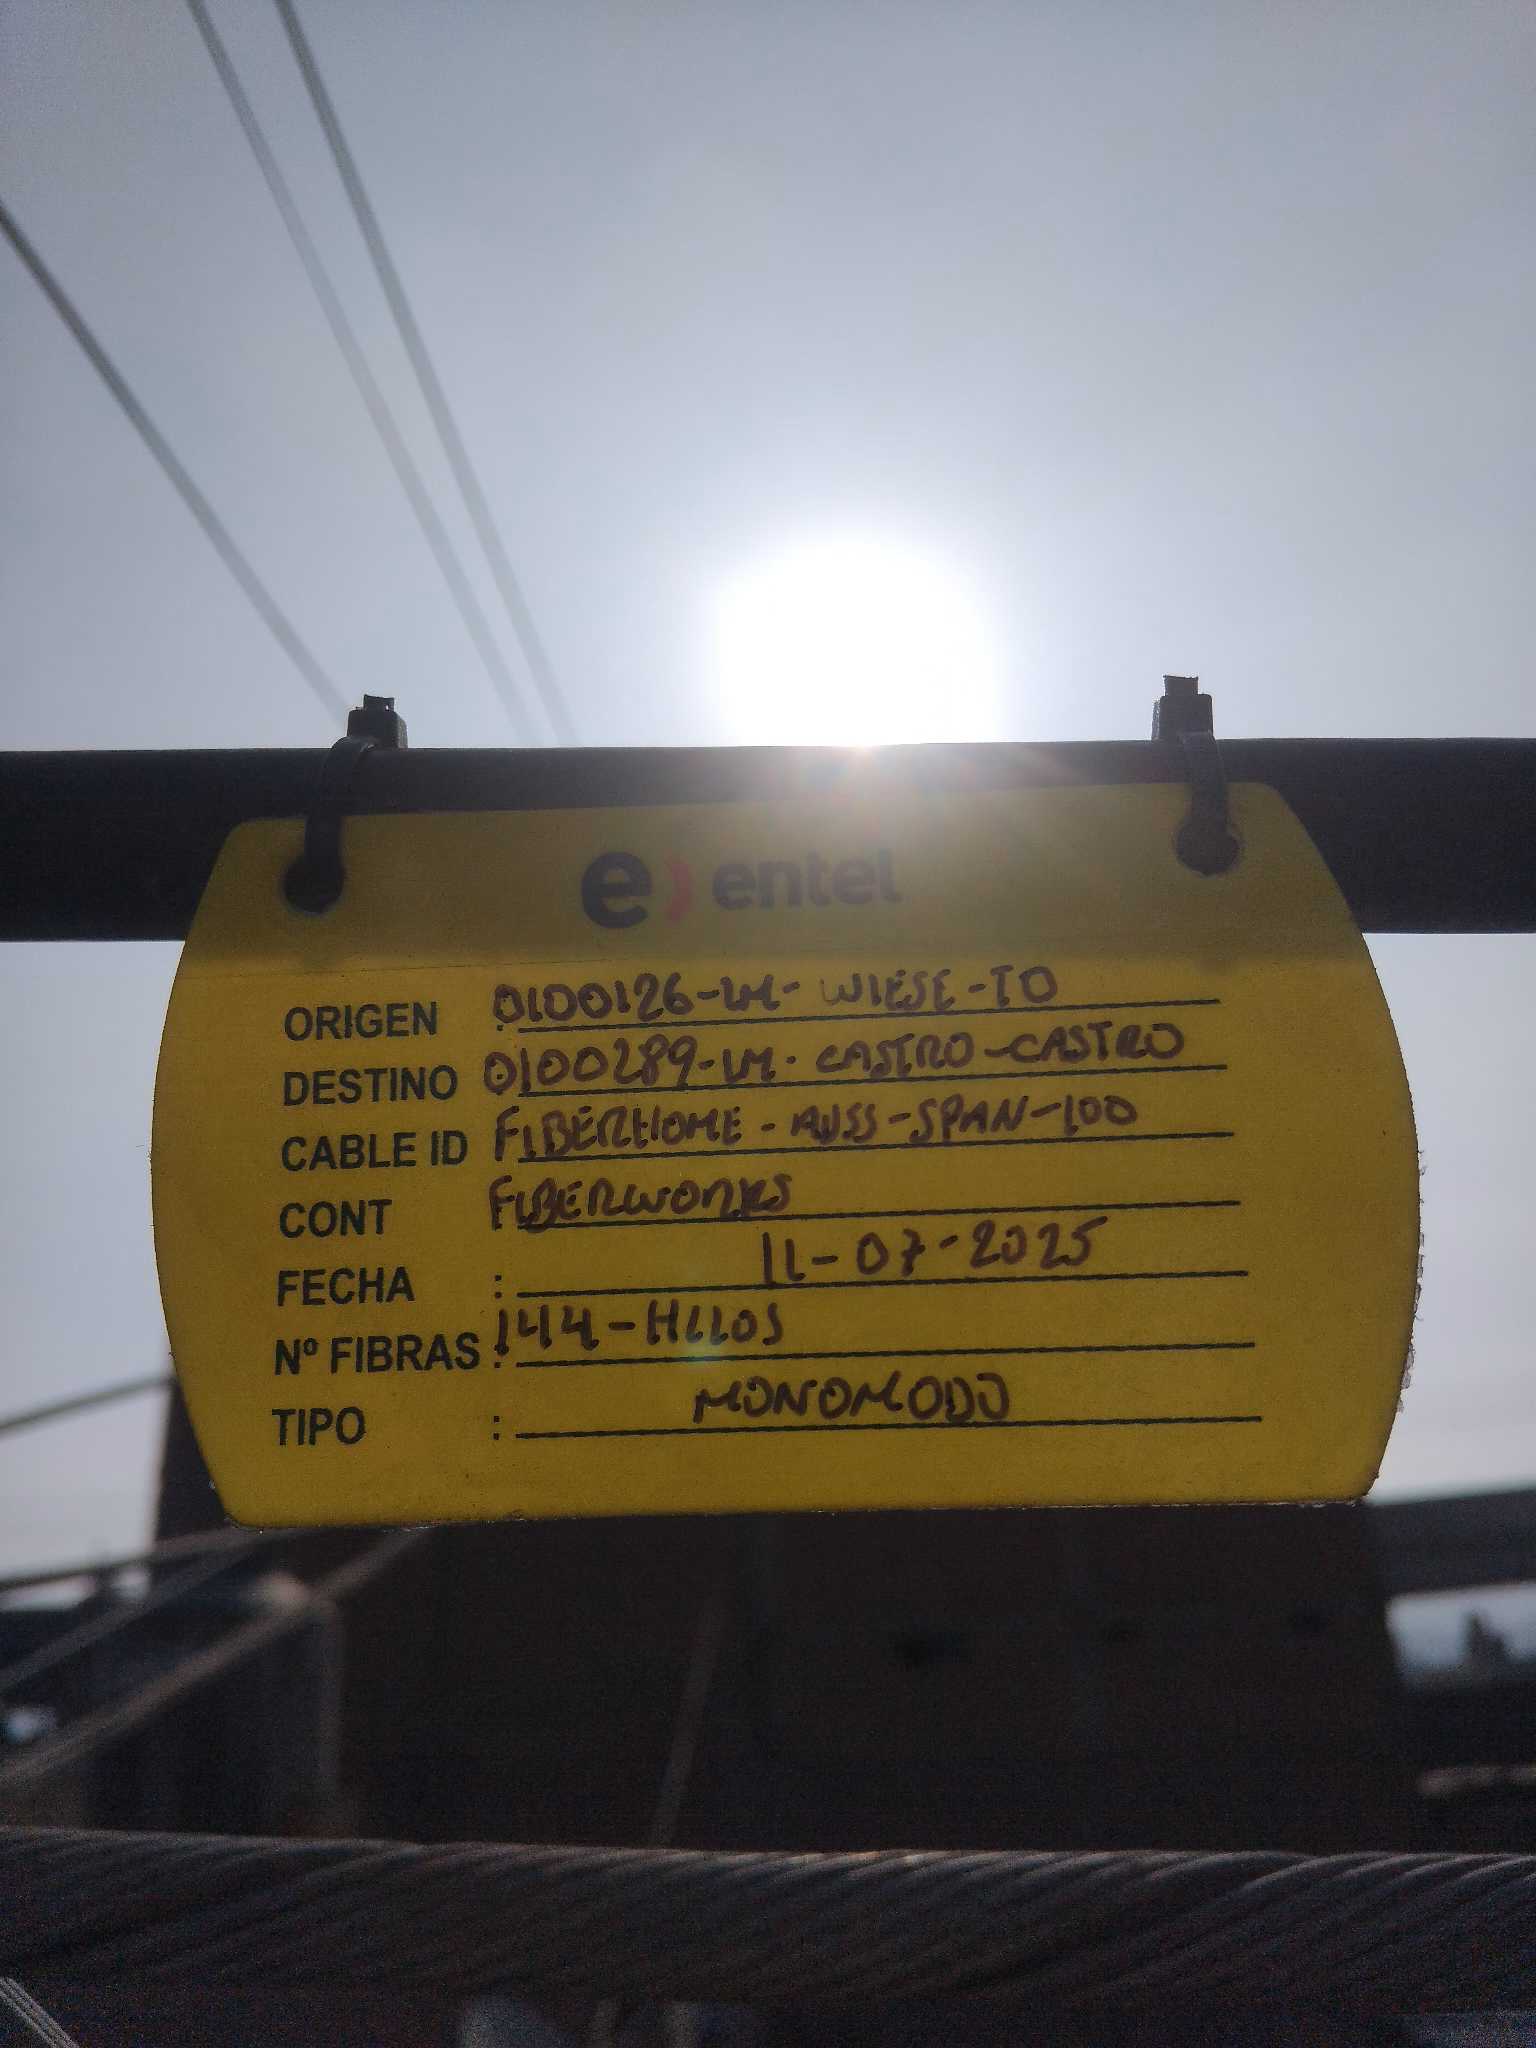 e) entel
ORIGEN : 0100126-LM- WIESE-TO
DESTINO : 0100289-LM- CASTRO-CASTRO
CABLE ID FIBERHOME - AUSS-SPAN-100
CONT FIBERWORKS
FECHA : 11-07-2025
Nº FIBRAS : 144-HILOS
TIPO : MONOMODO